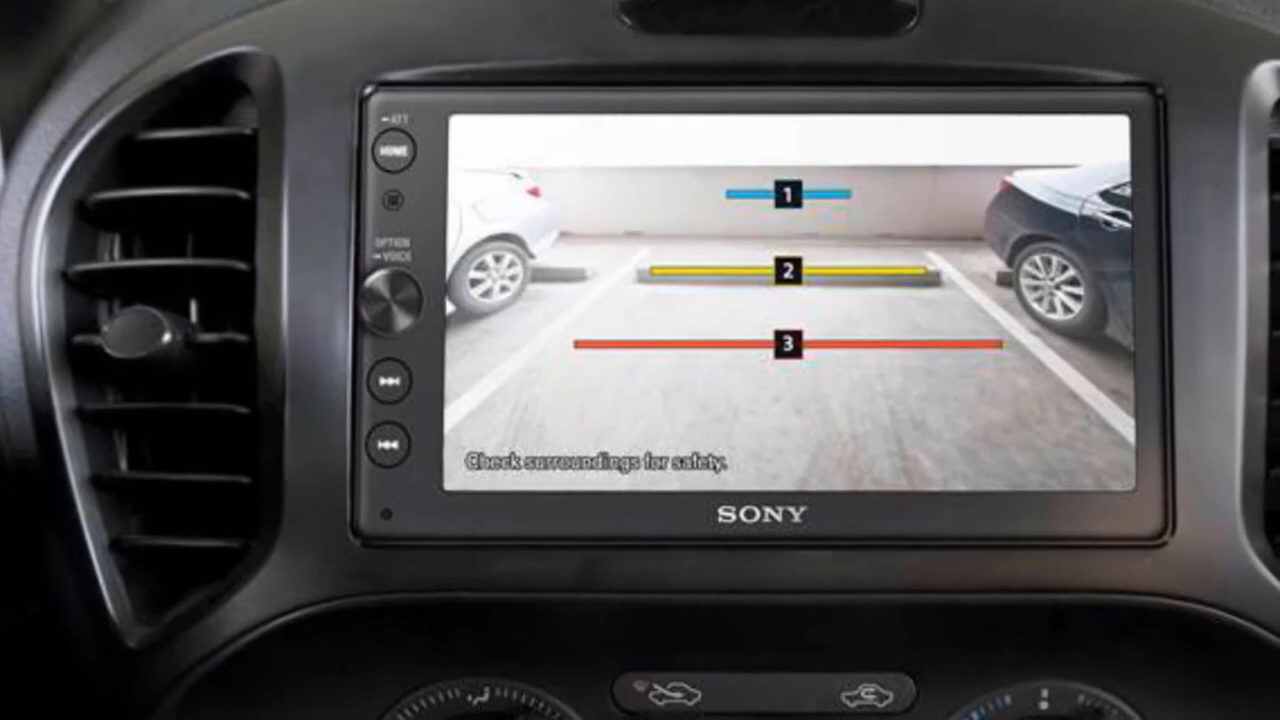 ATT
HOME
OPTION
VOICE
1
2
3
Check surroundings for safety.
SONY